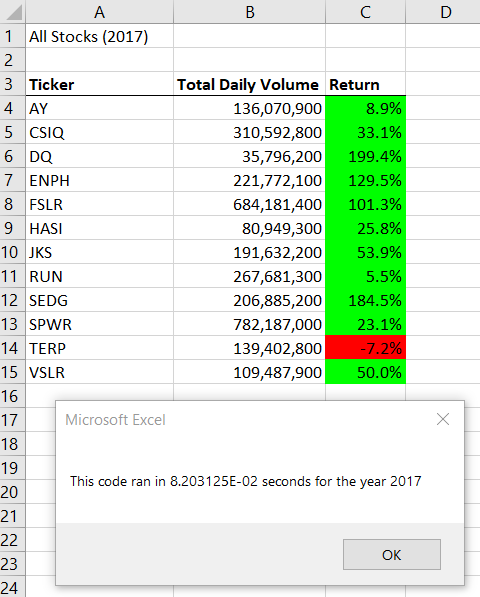 A B C D
1 All Stocks (2017)
2
3 Ticker Total Daily Volume Return
4 AY 136,070,900 8.9%
5 CSIQ 310,592,800 33.1%
6 DQ 35,796,200 199.4%
7 ENPH 221,772,100 129.5%
8 FSLR 684,181,400 101.3%
9 HASI 80,949,300 25.8%
10 JKS 191,632,200 53.9%
11 RUN 267,681,300 5.5%
12 SEDG 206,885,200 184.5%
13 SPWR 782,187,000 23.1%
14 TERP 139,402,800 -7.2%
15 VSLR 109,487,900 50.0%
16
17 Microsoft Excel
18
19
20 This code ran in 8.203125E-02 seconds for the year 2017
21
22
23 OK
24